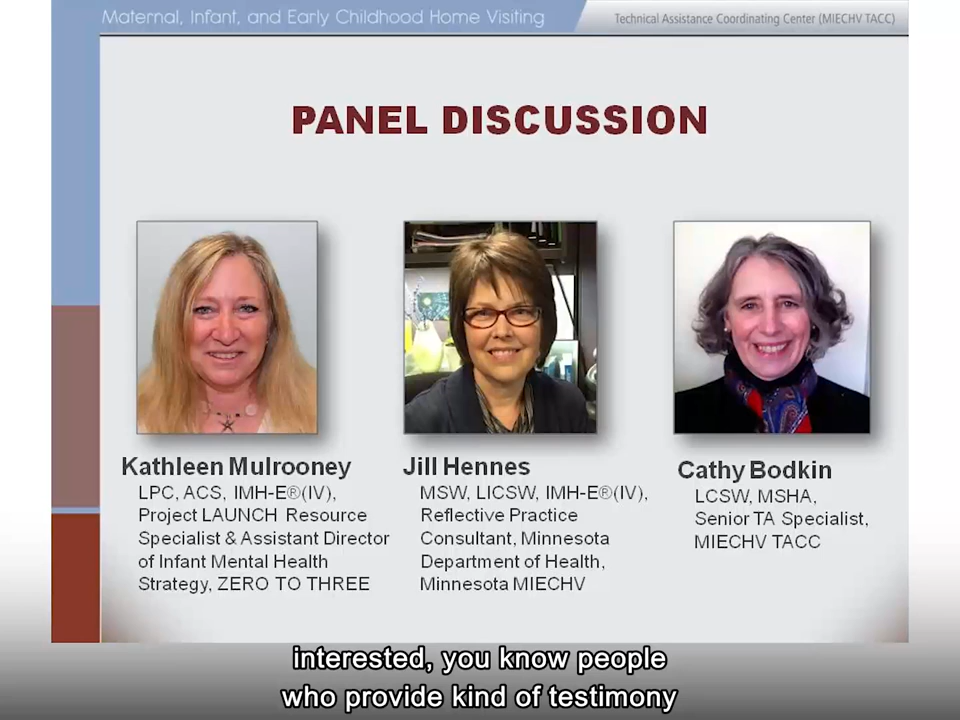 Maternal, Infant, and Early Childhood Home Visiting
Technical Assistance Coordinating Center (MIECHV TACC)
PANEL DISCUSSION
Kathleen Mulrooney
LPC, ACS, IMH-E®(IV),
Project LAUNCH Resource
Specialist & Assistant Director
of Infant Mental Health
Strategy, ZERO TO THREE
Jill Hennes
MSW, LICSW, IMH-E®(IV),
Reflective Practice
Consultant, Minnesota
Department of Health,
Minnesota MIECHV
Cathy Bodkin
LCSW, MSHA,
Senior TA Specialist,
MIECHV TACC
interested, you know people
who provide kind of testimony